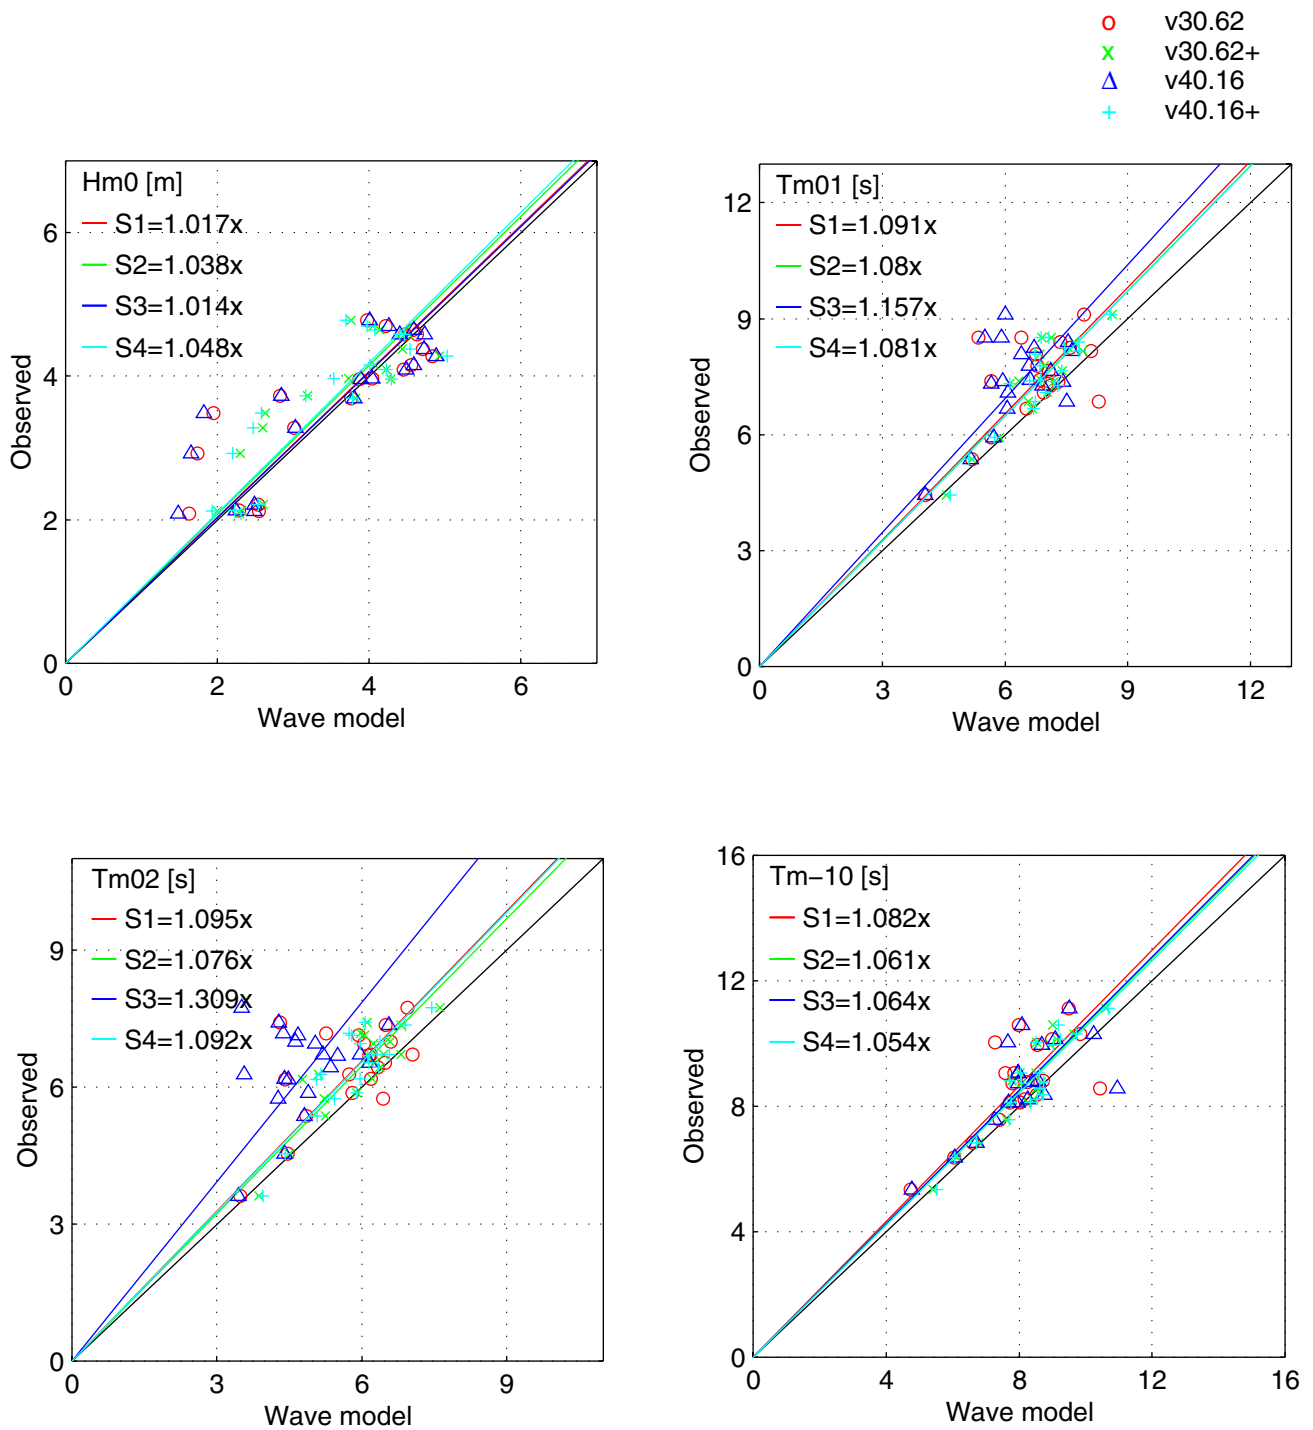 v30.62
v30.62+
v40.16
v40.16+
Hm0 [m]
S1=1.017x
S2=1.038x
S3=1.014x
S4=1.048x
6
4
2
0
0 2 4 6
Observed
Wave model
Tm01 [s]
S1=1.091x
S2=1.08x
S3=1.157x
S4=1.081x
12
9
6
3
0
0 3 6 9 12
Observed
Wave model
Tm02 [s]
S1=1.095x
S2=1.076x
S3=1.309x
S4=1.092x
9
6
3
0
0 3 6 9
Observed
Wave model
Tm−10 [s]
S1=1.082x
S2=1.061x
S3=1.064x
S4=1.054x
16
12
8
4
0
0 4 8 12 16
Observed
Wave model